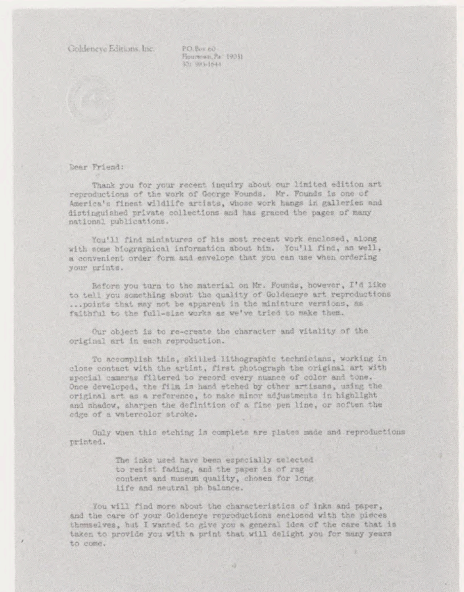 Goldeneye Editions, Inc.
P.O. Box 60
Flourtown, Pa. 19031
Dear Friend:
Thank you for your recent inquiry about our limited edition art
reproductions of the work of George Founds. Mr. Founds is one of
America's finest wildlife artists, whose work hangs in galleries and
distinguished private collections and has graced the pages of many
national publications.
You'll find miniatures of his most recent work enclosed, along
with some biographical information about him. You'll find, as well,
a convenient order form and envelope that you can use when ordering
your prints.
Before you turn to the material on Mr. Founds, however, I'd like
to tell you something about the quality of Goldeneye art reproductions
...points that may not be apparent in the miniature versions, as
faithful to the full-size works as we've tried to make them.
Our object is to re-create the character and vitality of the
original art in each reproduction.
To accomplish this, skilled lithographic technicians, working in
close contact with the artist, first photograph the original art with
special cameras filtered to record every nuance of color and tone.
Once developed, the film is hand etched by other artisans, using the
original art as a reference, to make minor adjustments in highlight
and shadow, sharpen the definition of a fine pen line, or soften the
edge of a watercolor stroke.
Only when this etching is complete are plates made and reproductions
printed.
The inks used have been especially selected
to resist fading, and the paper is of rag
content and museum quality, chosen for long
life and neutral ph balance.
You will find more about the characteristics of inks and paper,
and the care of your Goldeneye reproductions enclosed with the pieces
themselves, but I wanted to give you a general idea of the care that is
taken to provide you with a print that will delight you for many years
to come.